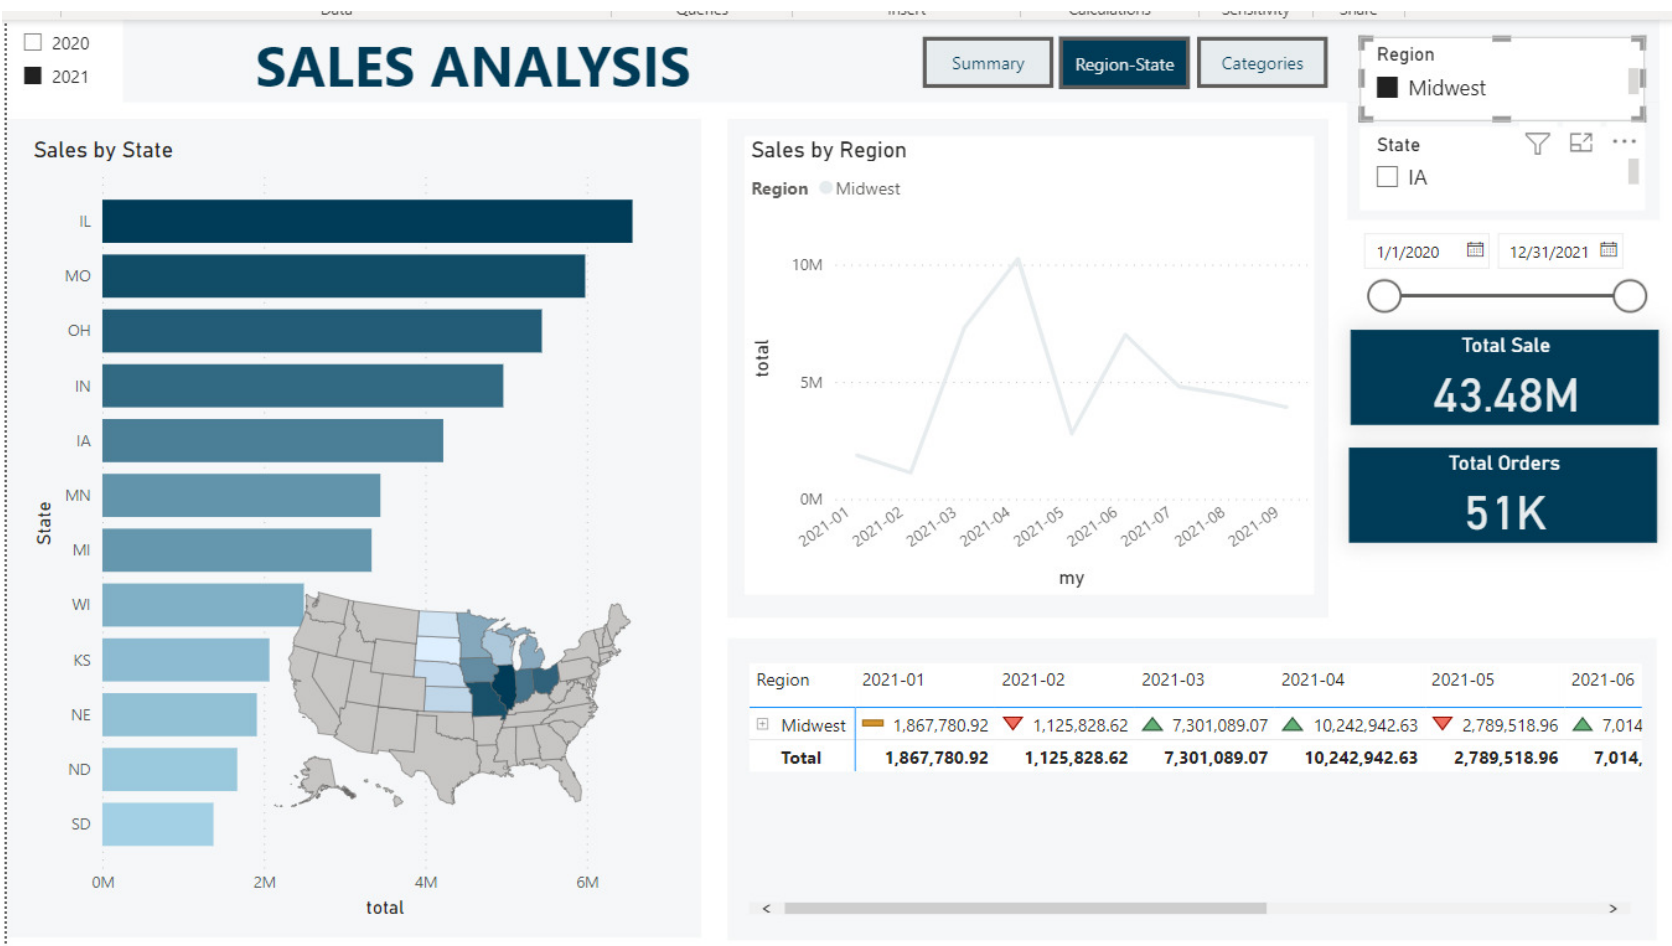 Data Queries Insert Calculations Sensitivity Share
2020
2021
SALES ANALYSIS
Summary Region-State Categories
Region
Midwest
State
IA
1/1/2020 12/31/2021
Total Sale
43.48M
Total Orders
51K
Sales by State
State
IL
MO
OH
IN
IA
MN
MI
WI
KS
NE
ND
SD
0M 2M 4M 6M
total
Sales by Region
Region Midwest
total
10M
5M
0M
2021-01 2021-02 2021-03 2021-04 2021-05 2021-06 2021-07 2021-08 2021-09
my
Region 2021-01 2021-02 2021-03 2021-04 2021-05 2021-06
Midwest 1,867,780.92 1,125,828.62 7,301,089.07 10,242,942.63 2,789,518.96 7,014
Total 1,867,780.92 1,125,828.62 7,301,089.07 10,242,942.63 2,789,518.96 7,014,